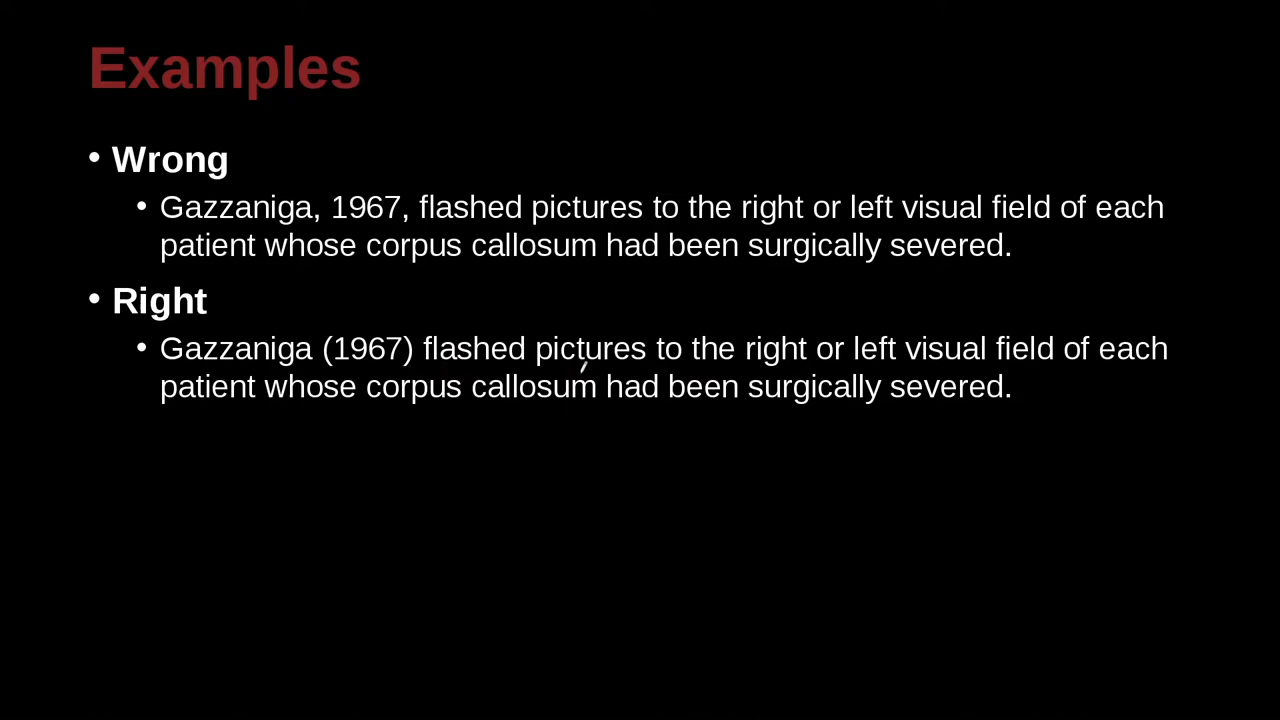 Examples
• Wrong
• Gazzaniga, 1967, flashed pictures to the right or left visual field of each
patient whose corpus callosum had been surgically severed.
• Right
• Gazzaniga (1967) flashed pictures to the right or left visual field of each
patient whose corpus callosum had been surgically severed.